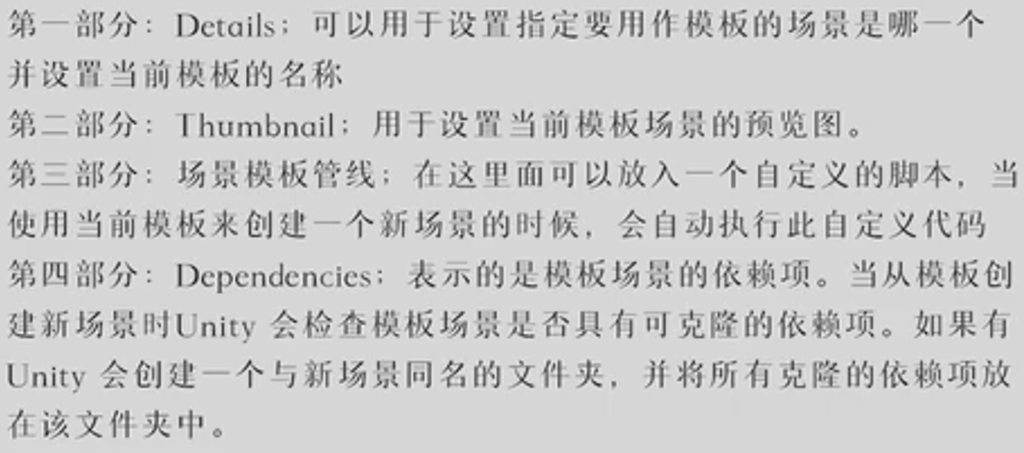 第一部分：Details；可以用于设置指定要用作模板的场景是哪一个
并设置当前模板的名称
第二部分：Thumbnail；用于设置当前模板场景的预览图。
第三部分：场景模板管线；在这里面可以放入一个自定义的脚本，当
使用当前模板来创建一个新场景的时候，会自动执行此自定义代码
第四部分：Dependencies；表示的是模板场景的依赖项。当从模板创
建新场景时Unity 会检查模板场景是否具有可克隆的依赖项。如果有
Unity 会创建一个与新场景同名的文件夹，并将所有克隆的依赖项放
在该文件夹中。